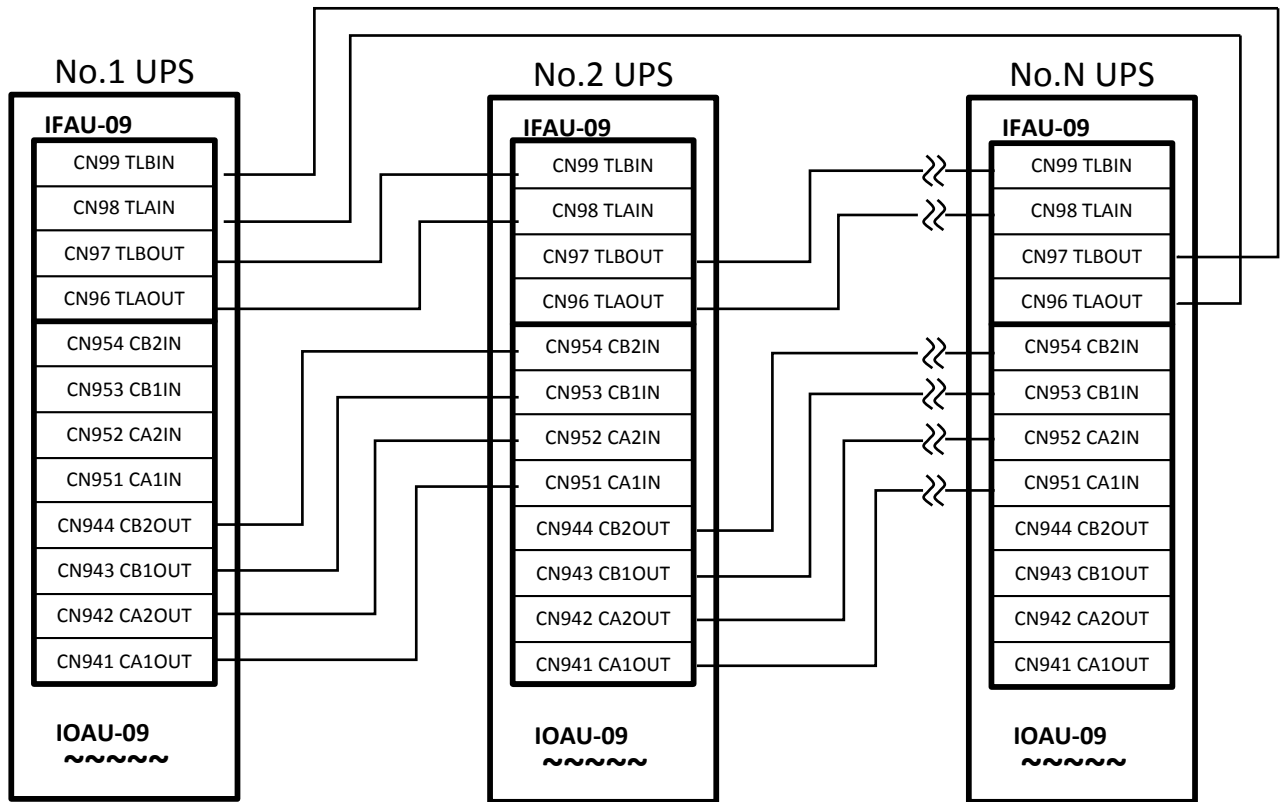 No.1 UPS
IFAU-09
CN99 TLBIN
CN98 TLAIN
CN97 TLBOUT
CN96 TLAOUT
CN954 CB2IN
CN953 CB1IN
CN952 CA2IN
CN951 CA1IN
CN944 CB2OUT
CN943 CB1OUT
CN942 CA2OUT
CN941 CA1OUT
IOAU-09
~~~~~
No.2 UPS
IFAU-09
CN99 TLBIN
CN98 TLAIN
CN97 TLBOUT
CN96 TLAOUT
CN954 CB2IN
CN953 CB1IN
CN952 CA2IN
CN951 CA1IN
CN944 CB2OUT
CN943 CB1OUT
CN942 CA2OUT
CN941 CA1OUT
IOAU-09
~~~~~
No.N UPS
IFAU-09
CN99 TLBIN
CN98 TLAIN
CN97 TLBOUT
CN96 TLAOUT
CN954 CB2IN
CN953 CB1IN
CN952 CA2IN
CN951 CA1IN
CN944 CB2OUT
CN943 CB1OUT
CN942 CA2OUT
CN941 CA1OUT
IOAU-09
~~~~~